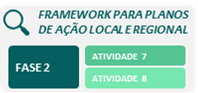 FRAMEWORK PARA PLANOS
DE AÇÃO LOCAL E REGIONAL
FASE 2
ATIVIDADE 7
ATIVIDADE 8